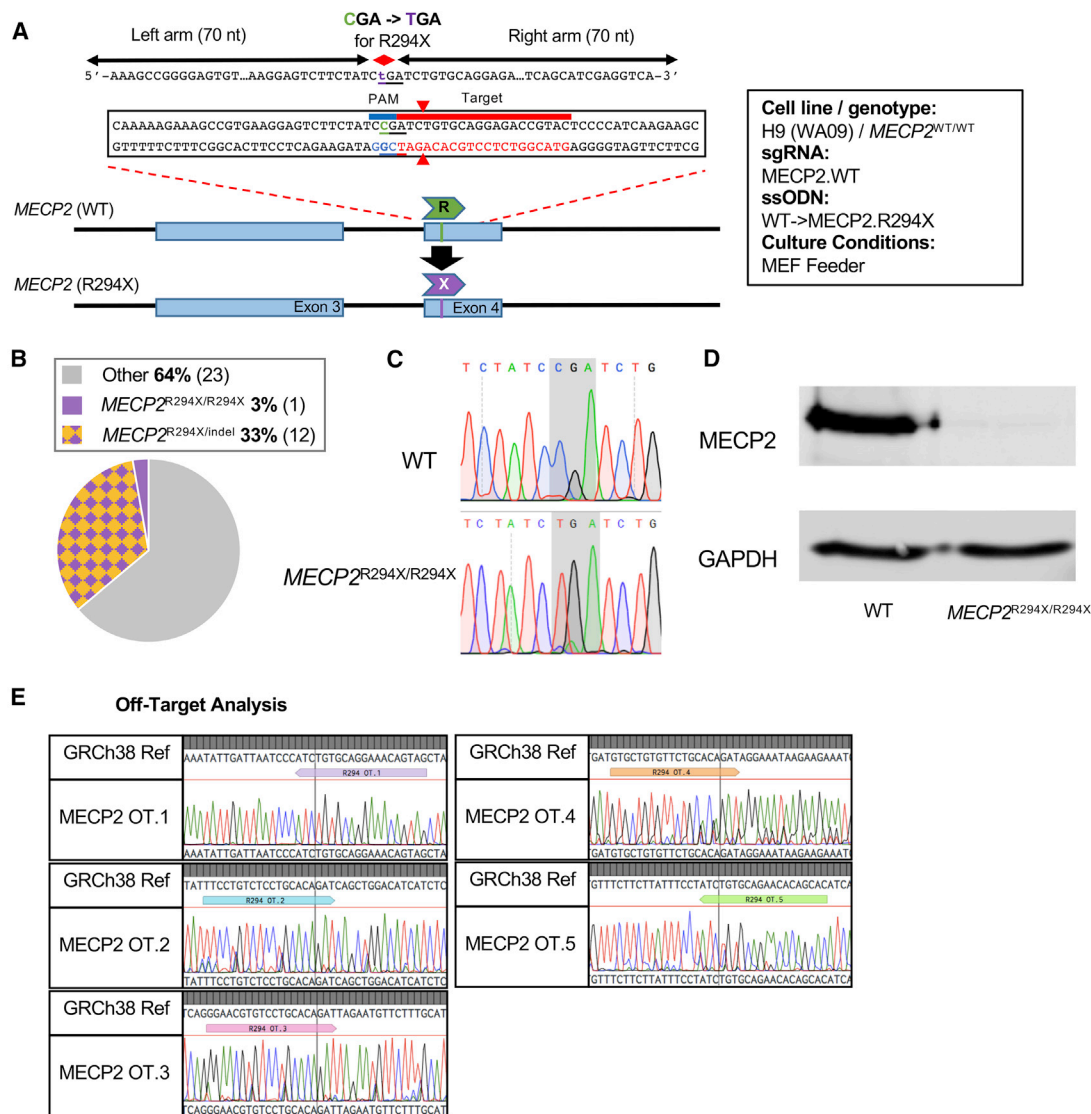 A
CGA -> TGA
for R294X
Left arm (70 nt)
Right arm (70 nt)
5’-AAAGCCGGGGAGTGT…AAGGAGTCTTCTATCtGATCTGTGCAGGAGA…TCAGCATCGAGGTCA-3’
PAM
Target
CAAAAAGAAAGCCGTGAAGGAGTCTTCTATCCGATCTGTGCAGGAGACCGTACTCCCCATCAAGAAGC
GTTTTTCTTTCGGCACTTCCTCAGAAGATAGGCTAGACACGTCCTCTGGCATGAGGGGTAGTTCTTCG
MECP2 (WT)
R
MECP2 (R294X)
X
Exon 3
Exon 4
Cell line / genotype:
H9 (WA09) / MECP2WT/WT
sgRNA:
MECP2.WT
ssODN:
WT->MECP2.R294X
Culture Conditions:
MEF Feeder
B
Other 64% (23)
MECP2R294X/R294X 3% (1)
MECP2R294X/indel 33% (12)
C
T C T A T C C G A T C T G
WT
T C T A T C T G A T C T G
MECP2R294X/R294X
D
MECP2
GAPDH
WT
MECP2R294X/R294X
E
Off-Target Analysis
GRCh38 Ref
AAATATTGATTAATCCCATCTGTGCAGGAAACAGTAGCTA
R294 OT.1
MECP2 OT.1
AAATATTGATTAATCCCATCTGTGCAGGAAACAGTAGCTA
GRCh38 Ref
TATTTCCTGTCTCCTGCACAGATCAGCTGGACATCATCTC
R294 OT.2
MECP2 OT.2
TATTTCCTGTCTCCTGCACAGATCAGCTGGACATCATCTC
GRCh38 Ref
TCAGGGAACGTGTCCTGCACAGATTAGAATGTTCTTTGCAT
R294 OT.3
MECP2 OT.3
TCAGGGAACGTGTCCTGCACAGATTAGAATGTTCTTTGCAT
GRCh38 Ref
TGATGTGCTGTGTTCTGCACAGATAGGAAATAAGAAGAAAT
R294 OT.4
MECP2 OT.4
TGATGTGCTGTGTTCTGCACAGATAGGAAATAAGAAGAAAT
GRCh38 Ref
GTTTCTTCTTATTTCCTATCTGTGCAGAACACAGCACATCA
R294 OT.5
MECP2 OT.5
GTTTCTTCTTATTTCCTATCTGTGCAGAACACAGCACATCA